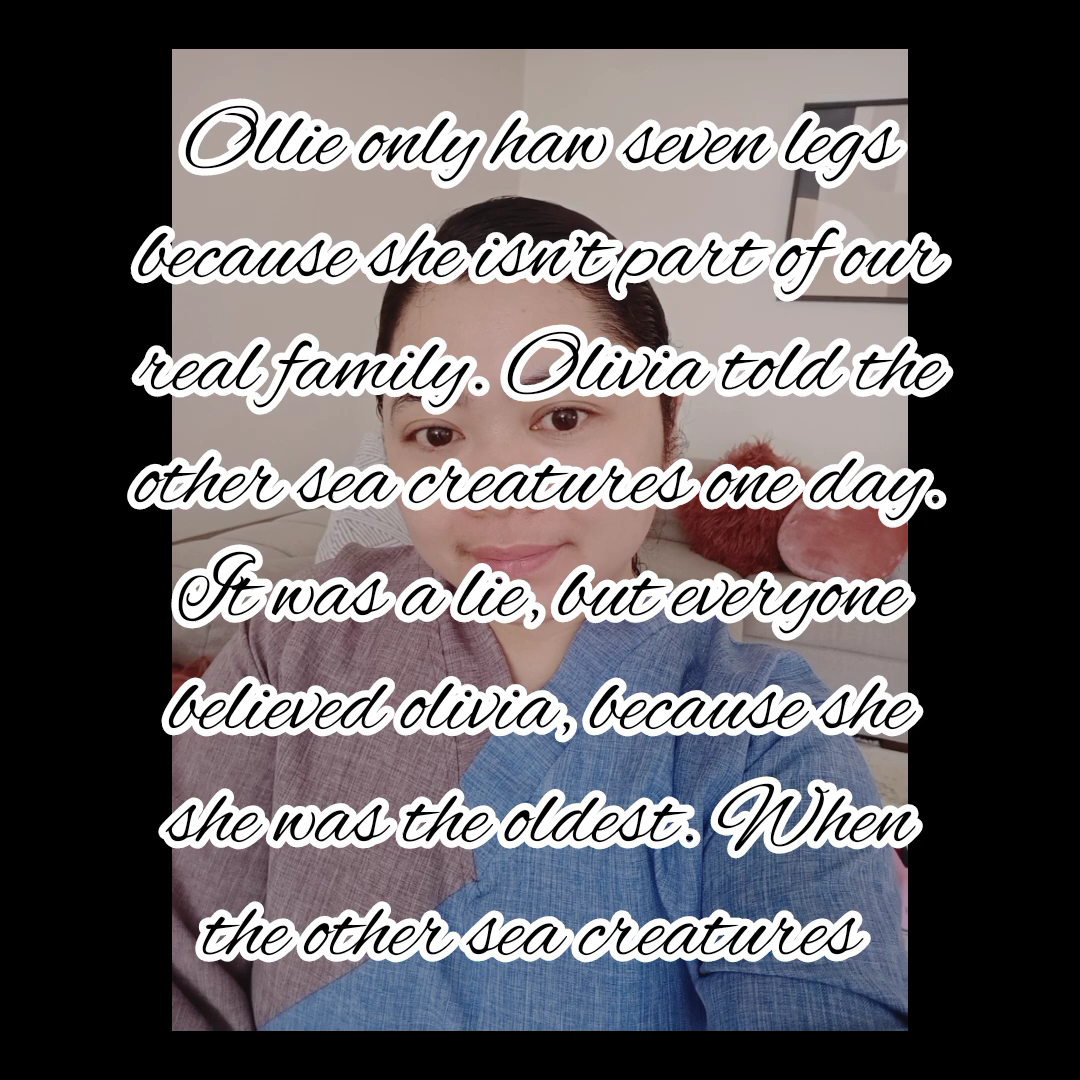 Ollie only haw seven legs
because she isn't part of our
real family. Olivia told the
other sea creatures one day.
It was a lie, but everyone
believed olivia, because she
she was the oldest. When
the other sea creatures